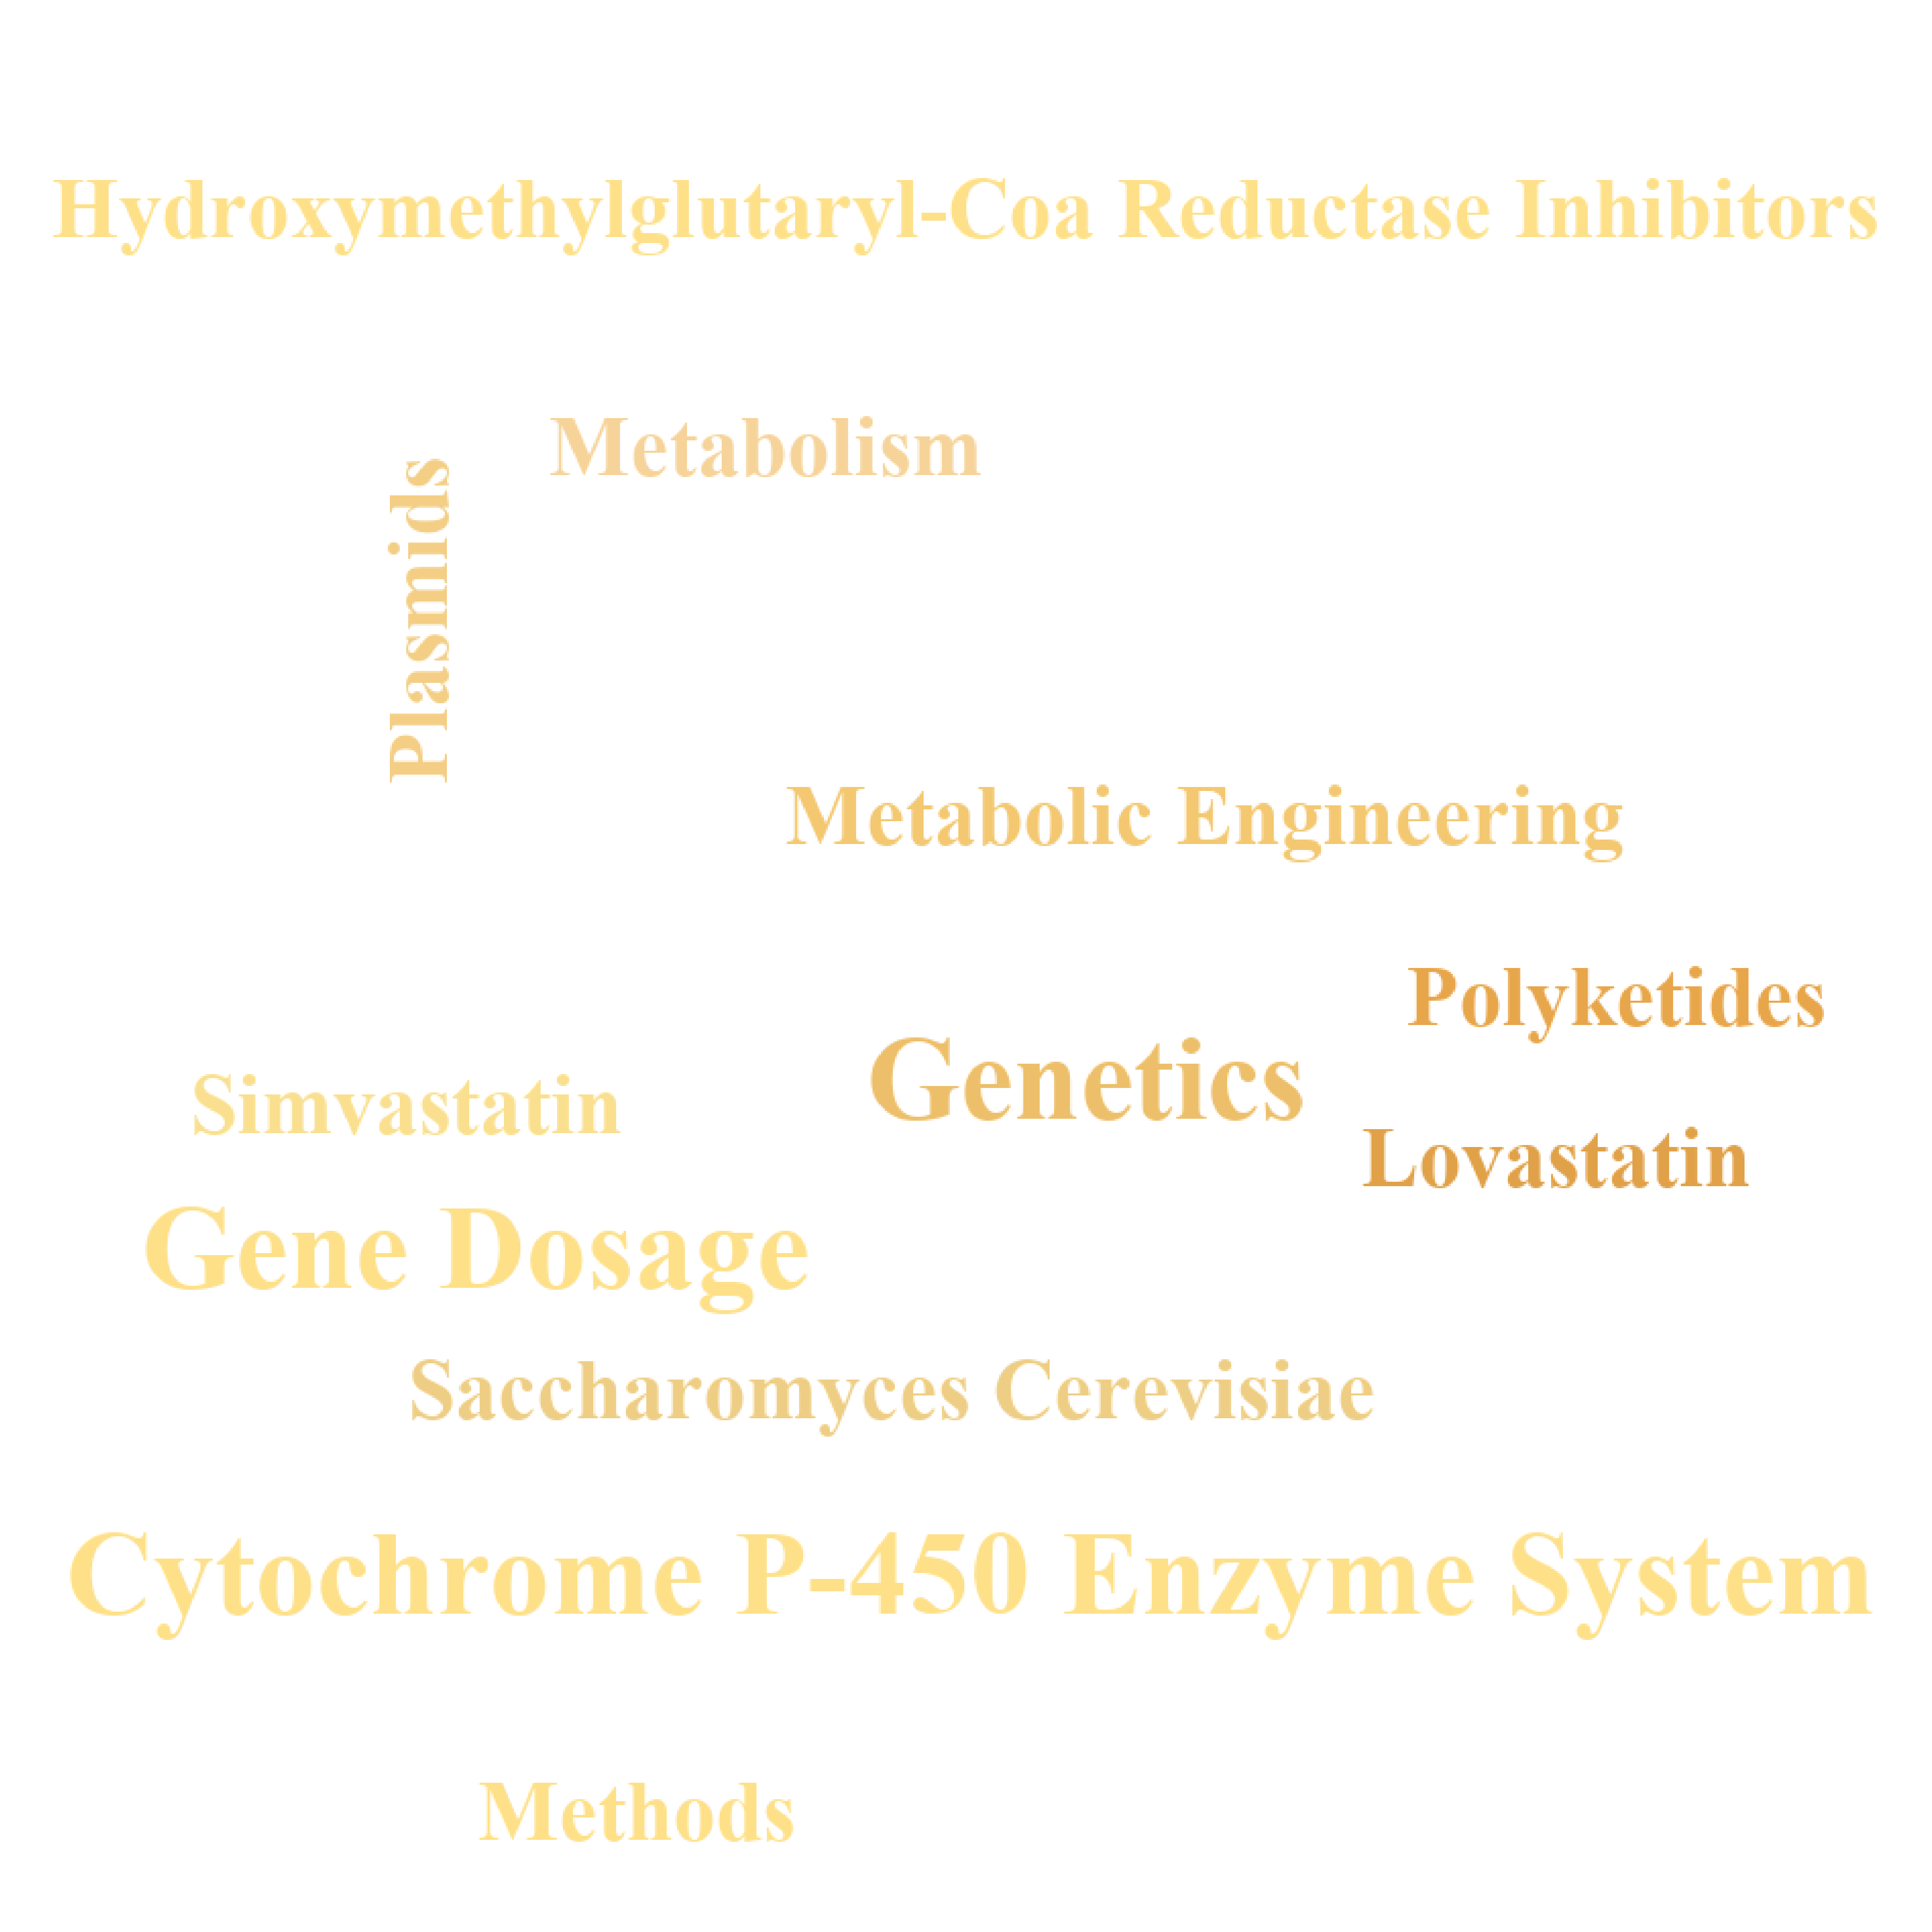 Hydroxymethylglutaryl-Coa Reductase Inhibitors
Metabolism
Plasmids
Metabolic Engineering
Polyketides
Genetics
Simvastatin
Lovastatin
Gene Dosage
Saccharomyces Cerevisiae
Cytochrome P-450 Enzyme System
Methods